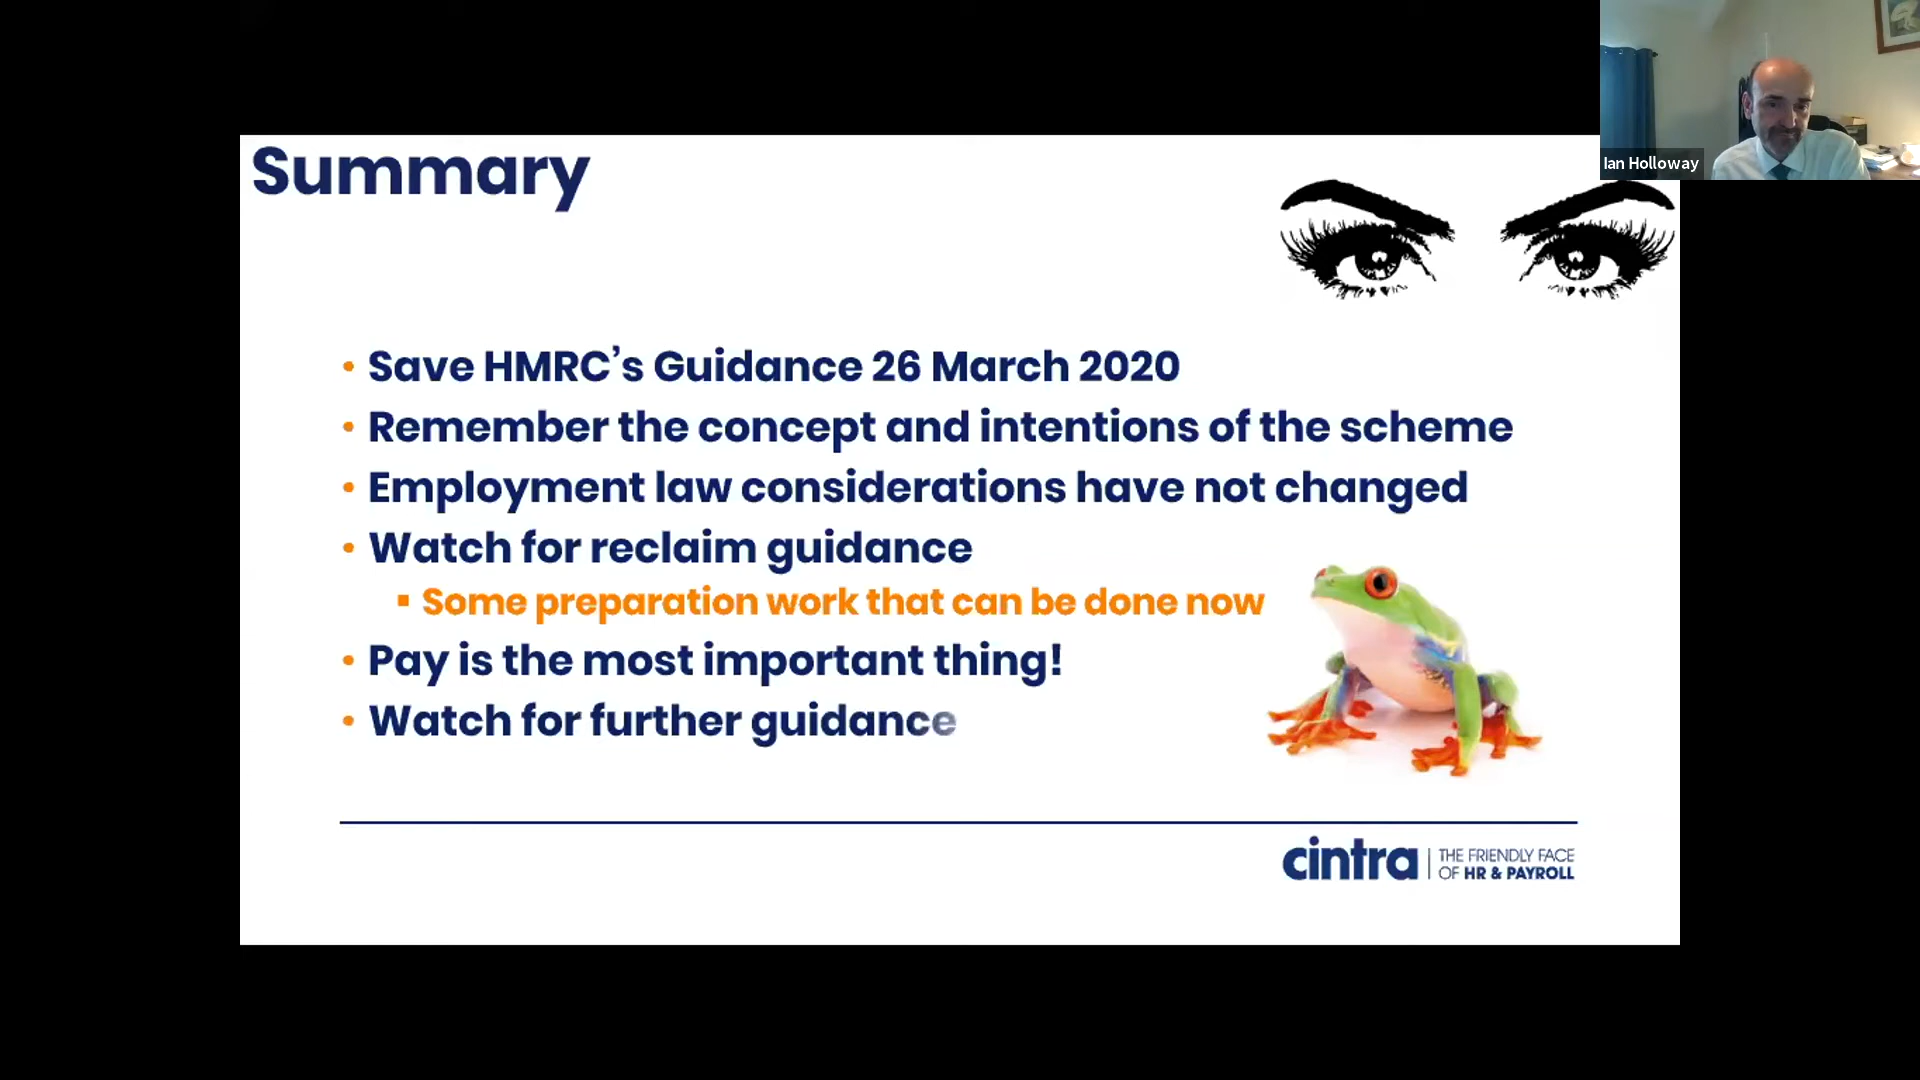 Summary
Ian Holloway
• Save HMRC’s Guidance 26 March 2020
• Remember the concept and intentions of the scheme
• Employment law considerations have not changed
• Watch for reclaim guidance
▪ Some preparation work that can be done now
• Pay is the most important thing!
• Watch for further guidance
cintra | THE FRIENDLY FACE
OF HR & PAYROLL